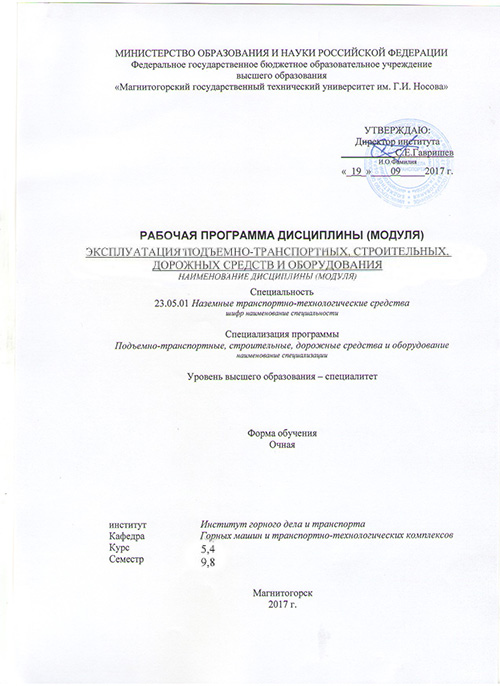 МИНИСТЕРСТВО ОБРАЗОВАНИЯ И НАУКИ РОССИЙСКОЙ ФЕДЕРАЦИИ
Федеральное государственное бюджетное образовательное учреждение
высшего образования
«Магнитогорский государственный технический университет им. Г.И. Носова»
УТВЕРЖДАЮ:
Директор института
С.Е.Гавришев
И.О.Фамилия
«_19_»____09____2017 г.
РАБОЧАЯ ПРОГРАММА ДИСЦИПЛИНЫ (МОДУЛЯ)
ЭКСПЛУАТАЦИЯ ПОДЪЕМНО-ТРАНСПОРТНЫХ, СТРОИТЕЛЬНЫХ,
ДОРОЖНЫХ СРЕДСТВ И ОБОРУДОВАНИЯ
НАИМЕНОВАНИЕ ДИСЦИПЛИНЫ (МОДУЛЯ)
Специальность
23.05.01 Наземные транспортно-технологические средства
шифр наименование специальности
Специализация программы
Подъемно-транспортные, строительные, дорожные средства и оборудование
наименование специализации
Уровень высшего образования – специалитет
Форма обучения
Очная
институт Институт горного дела и транспорта
Кафедра Горных машин и транспортно-технологических комплексов
Курс 5,4
Семестр 9,8
Магнитогорск
2017 г.